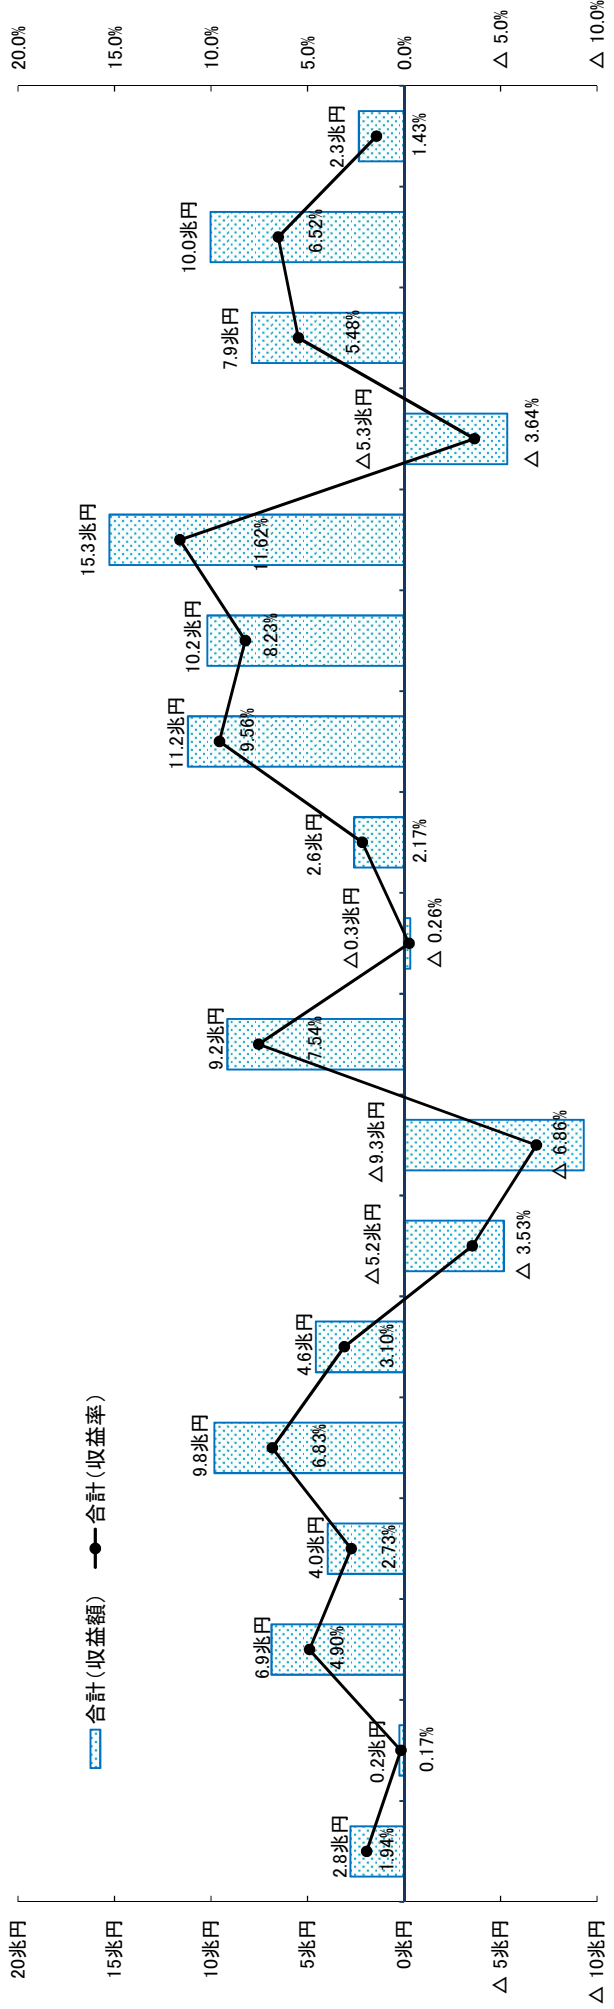 20兆円
15兆円
10兆円
5兆円
0兆円
△ 5兆円
△ 10兆円
合計(収益額)
合計(収益率)
2.8兆円
0.2兆円
6.9兆円
4.0兆円
9.8兆円
4.6兆円
△5.2兆円
△9.3兆円
9.2兆円
△0.3兆円
2.6兆円
11.2兆円
10.2兆円
15.3兆円
△5.3兆円
7.9兆円
10.0兆円
2.3兆円
1.94%
0.17%
4.90%
2.73%
6.83%
3.10%
△ 3.53%
△ 6.86%
7.54%
△ 0.26%
2.17%
9.56%
8.23%
11.62%
△ 3.64%
5.48%
6.52%
1.43%
20.0%
15.0%
10.0%
5.0%
0.0%
△ 5.0%
△ 10.0%